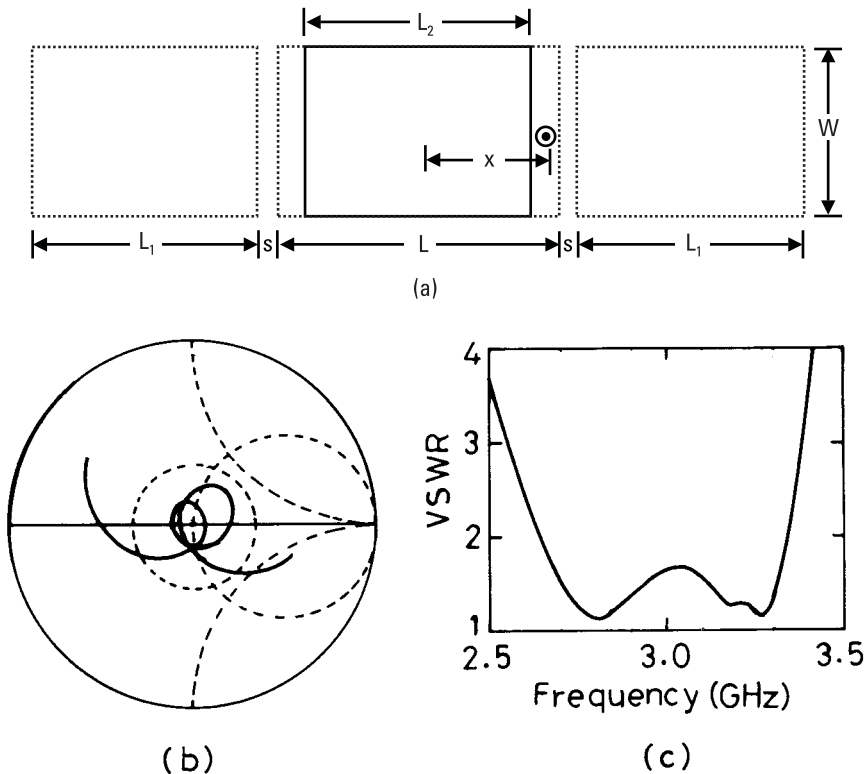 L₂
W
x
L₁ s L s L₁
(a)
4
3
2
1
VSWR
2.5 3.0 3.5
Frequency (GHz)
(b) (c)